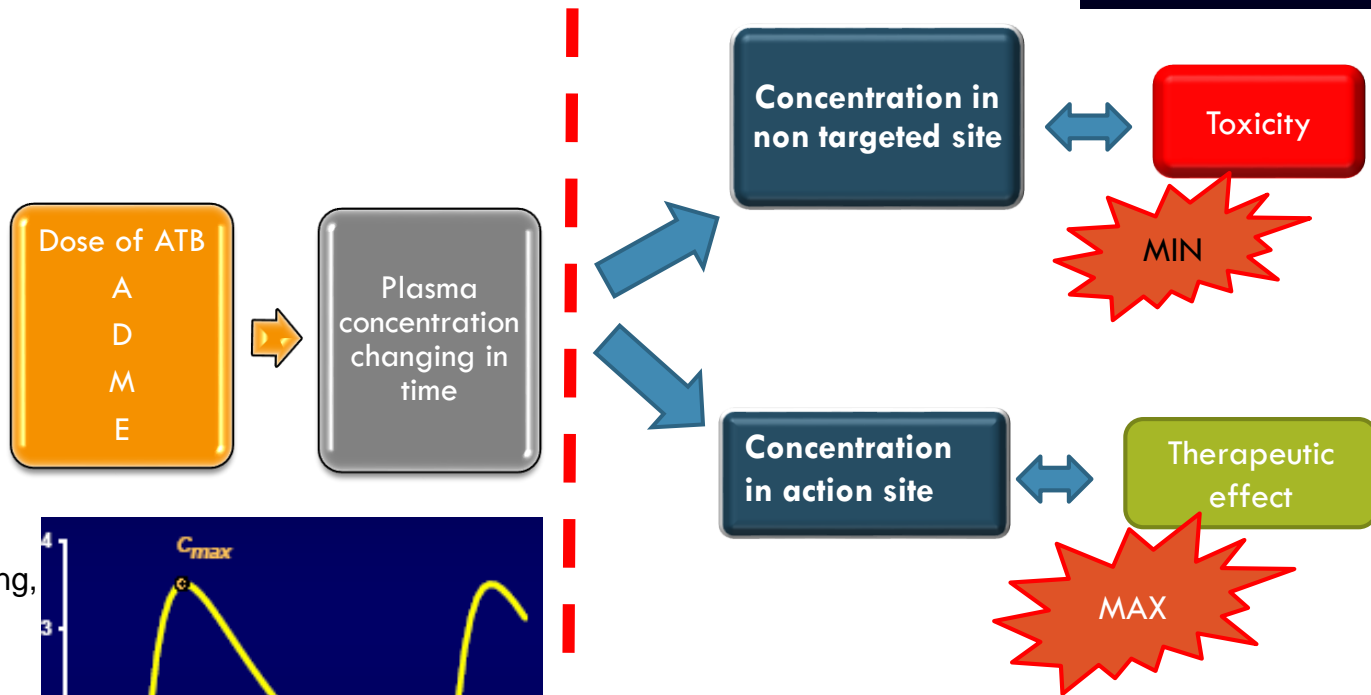 Dose of ATB
A
D
M
E
Plasma
concentration
changing in
time
Concentration in
non targeted site
Toxicity
MIN
Concentration
in action site
Therapeutic
effect
MAX
ng,
4
Cmax
3